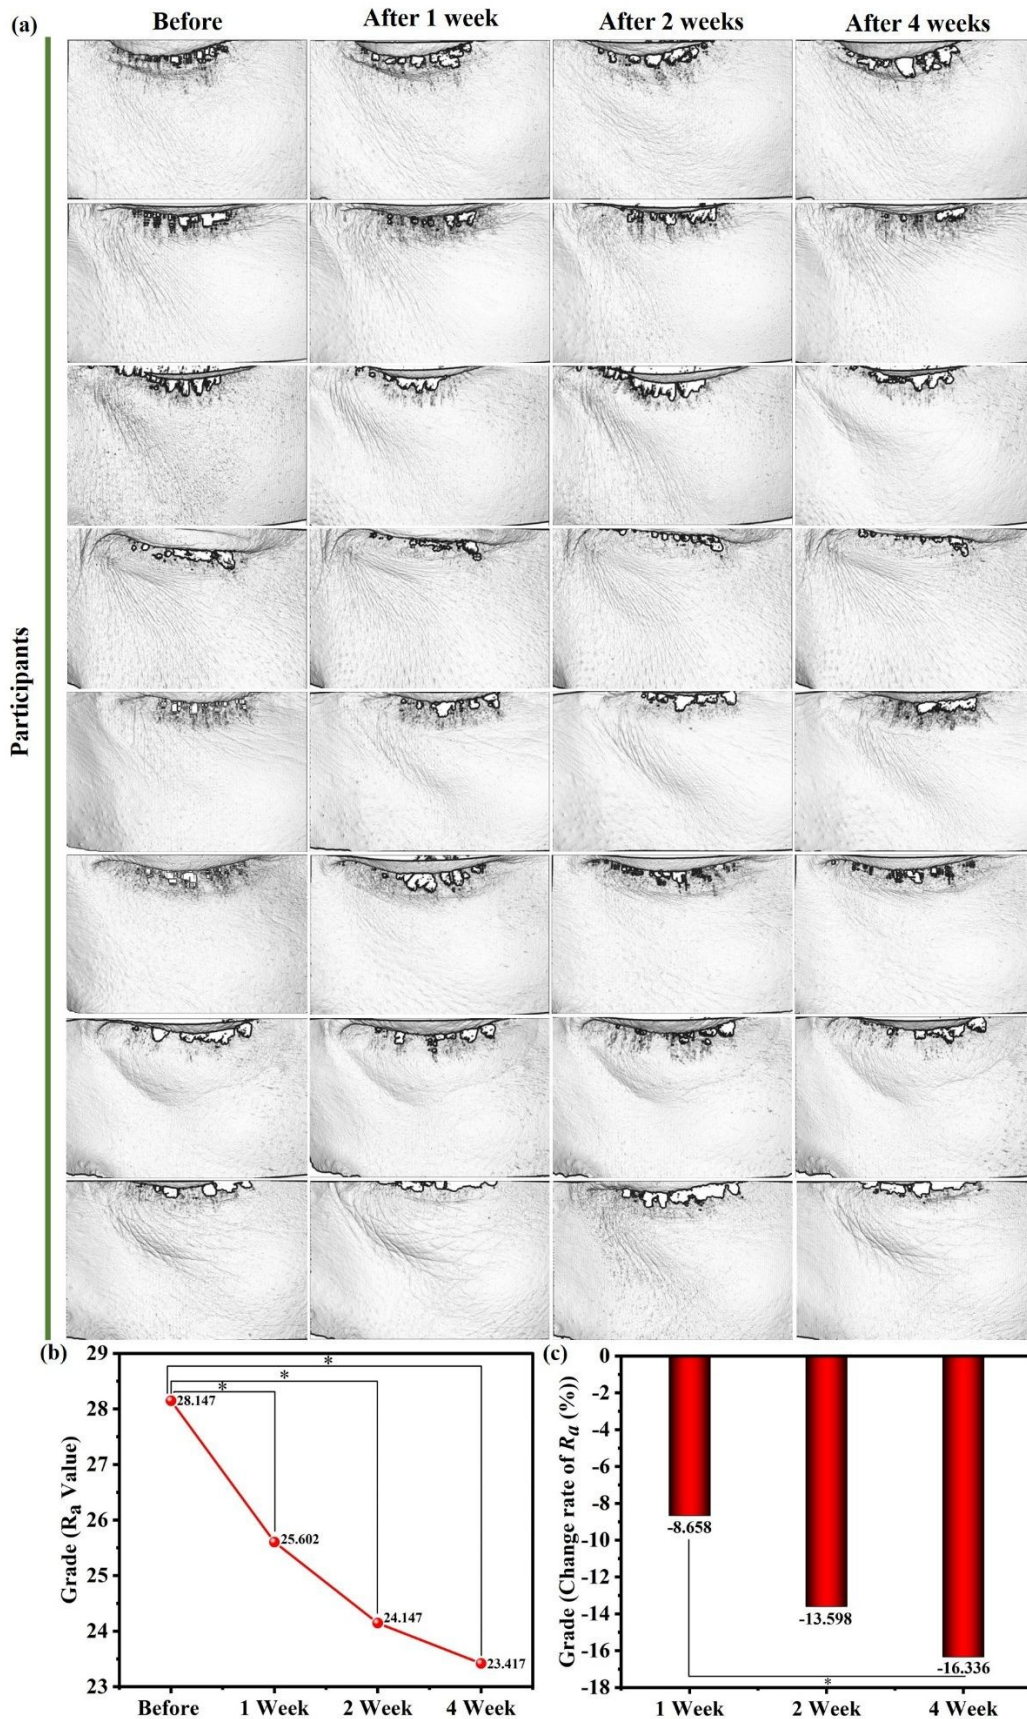 (a)
Before
After 1 week
After 2 weeks
After 4 weeks
Participants
(b)
Grade (Ra Value)
29
28
27
26
25
24
23
28.147
25.602
24.147
23.417
*
*
*
Before
1 Week
2 Week
4 Week
(c)
Grade (Change rate of Ra (%))
0
-2
-4
-6
-8
-10
-12
-14
-16
-18
-8.658
-13.598
-16.336
*
1 Week
2 Week
4 Week